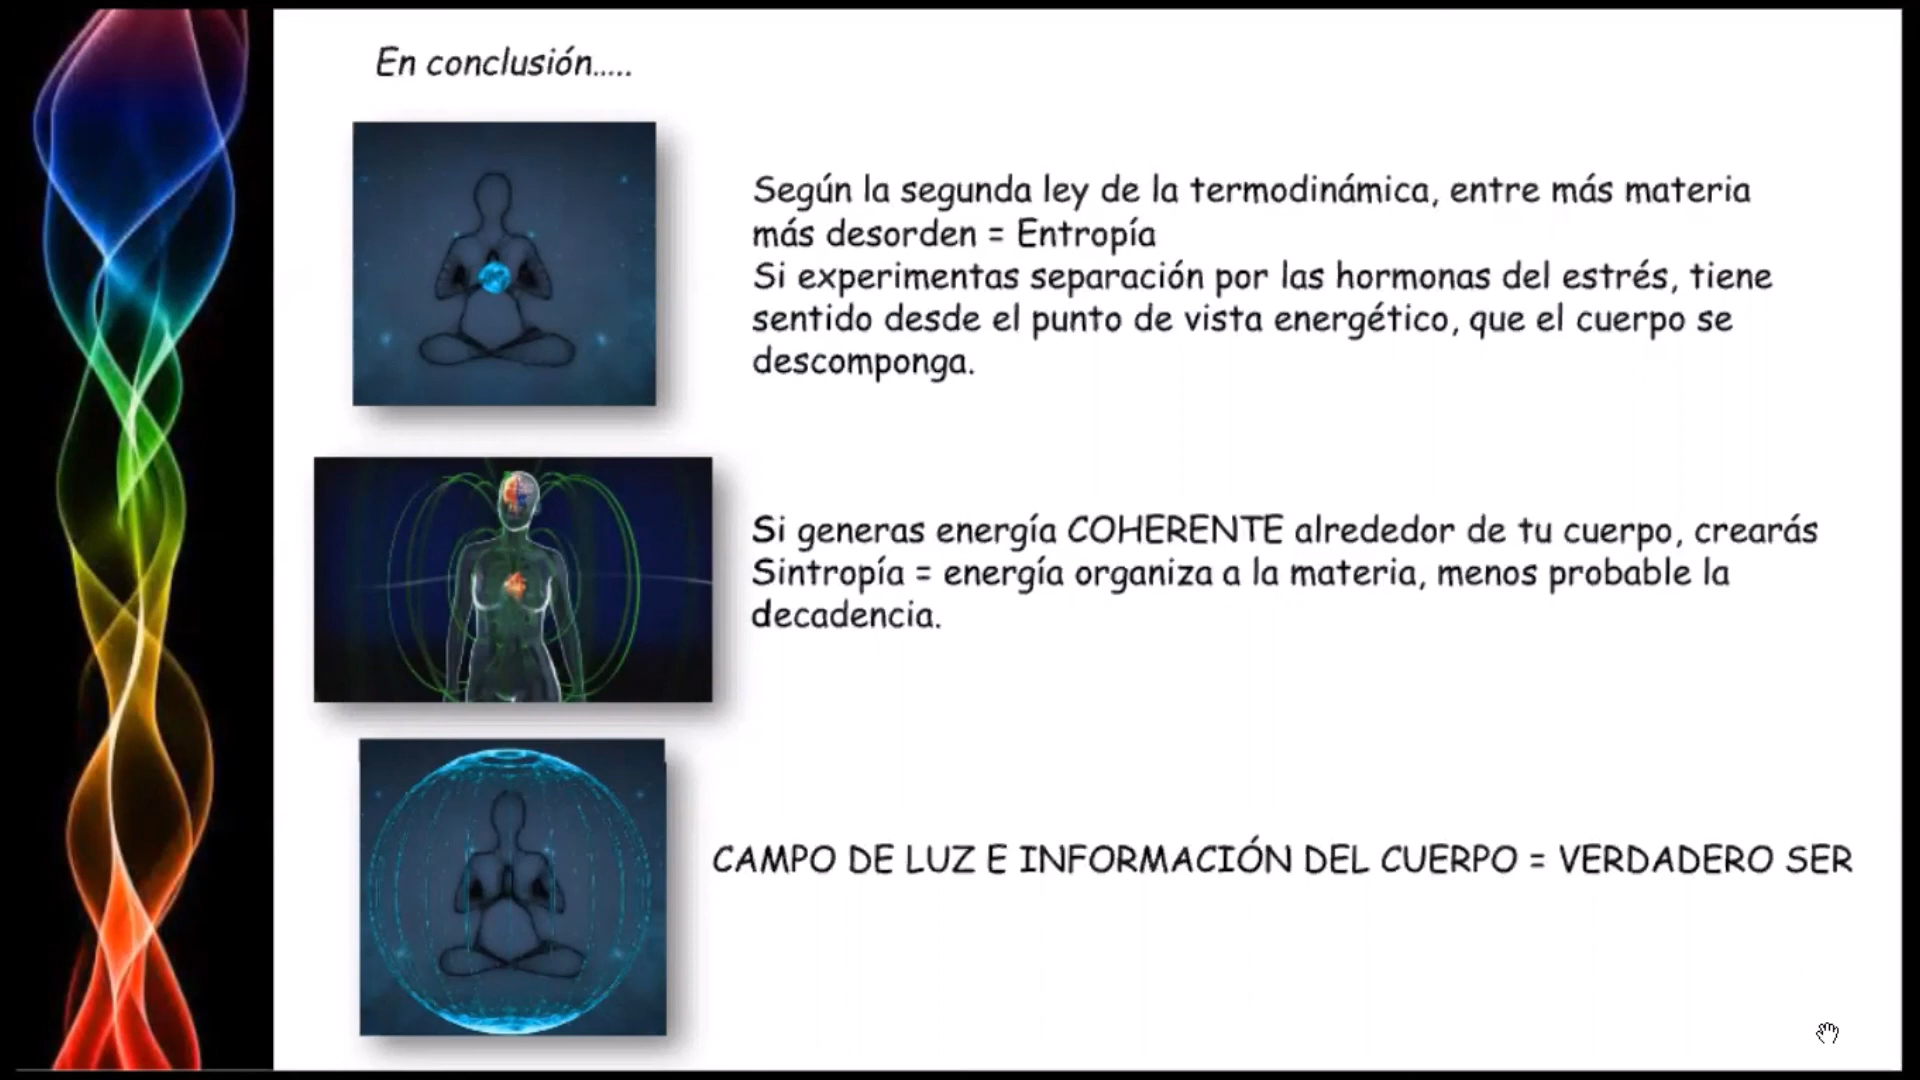 En conclusión.....
Según la segunda ley de la termodinámica, entre más materia
más desorden = Entropía
Si experimentas separación por las hormonas del estrés, tiene
sentido desde el punto de vista energético, que el cuerpo se
descomponga.
Si generas energía COHERENTE alrededor de tu cuerpo, crearás
Sintropía = energía organiza a la materia, menos probable la
decadencia.
CAMPO DE LUZ E INFORMACIÓN DEL CUERPO = VERDADERO SER